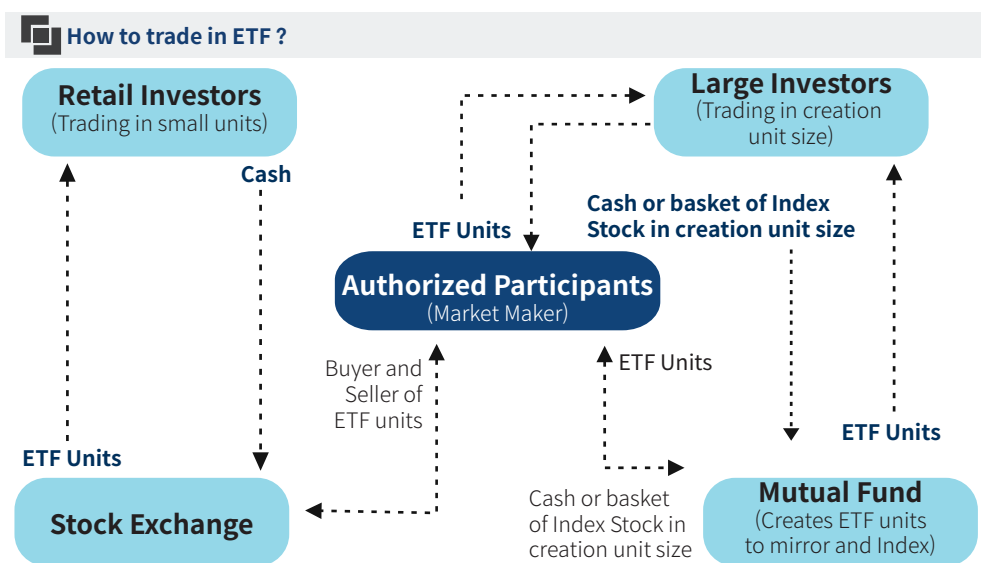 How to trade in ETF ?
Retail Investors
(Trading in small units)
Large Investors
(Trading in creation
unit size)
Cash
ETF Units
Cash or basket of Index
Stock in creation unit size
Authorized Participants
(Market Maker)
Buyer and
Seller of
ETF units
ETF Units
ETF Units
ETF Units
Stock Exchange
Cash or basket
of Index Stock in
creation unit size
Mutual Fund
(Creates ETF units
to mirror and Index)